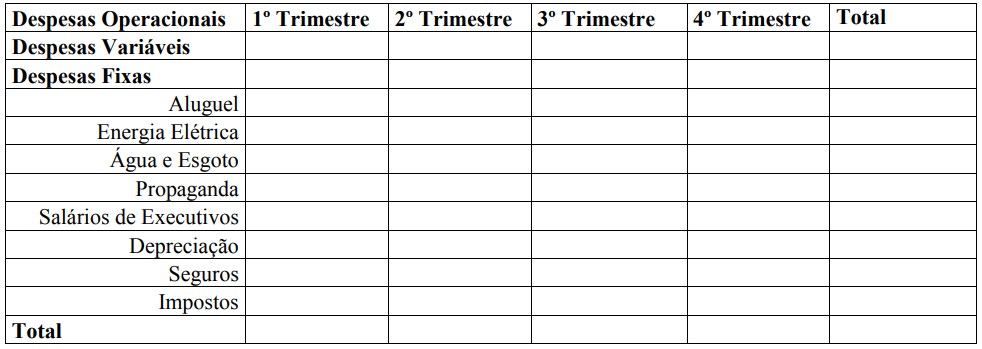 Despesas Operacionais 1º Trimestre 2º Trimestre 3º Trimestre 4º Trimestre Total
Despesas Variáveis
Despesas Fixas
Aluguel
Energia Elétrica
Água e Esgoto
Propaganda
Salários de Executivos
Depreciação
Seguros
Impostos
Total